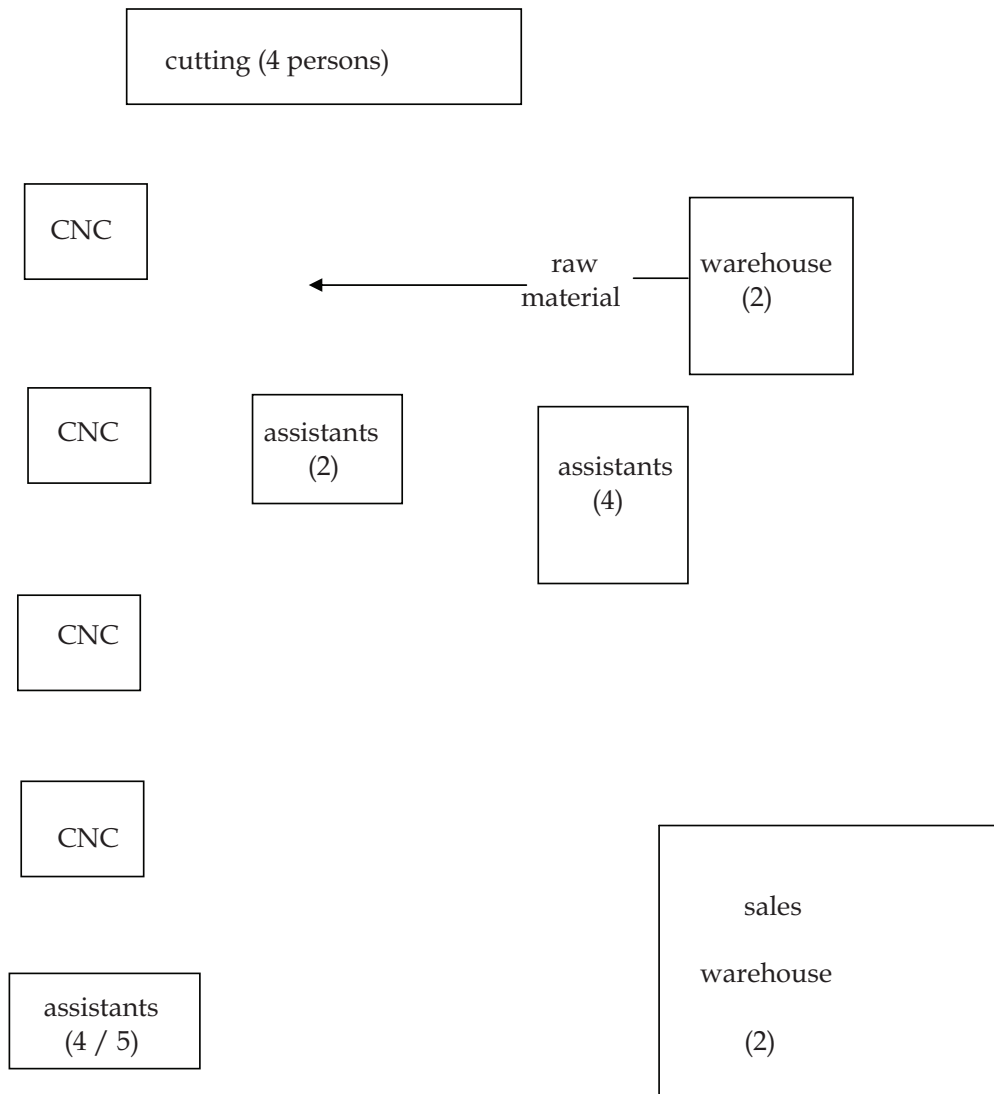 cutting (4 persons)
CNC
raw
material
warehouse
(2)
CNC
assistants
(2)
assistants
(4)
CNC
CNC
sales
warehouse
(2)
assistants
(4 / 5)